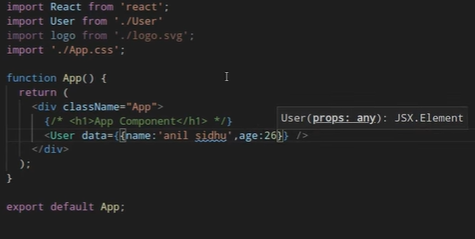 import React from 'react';
import User from './User'
import logo from './logo.svg';
import './App.css';
function App() {
return (
<div className="App">
{/* <h1>App Component</h1> */}
User(props: any): JSX.Element
<User data={{name:'anil sidhu',age:26}} />
</div>
);
}
export default App;